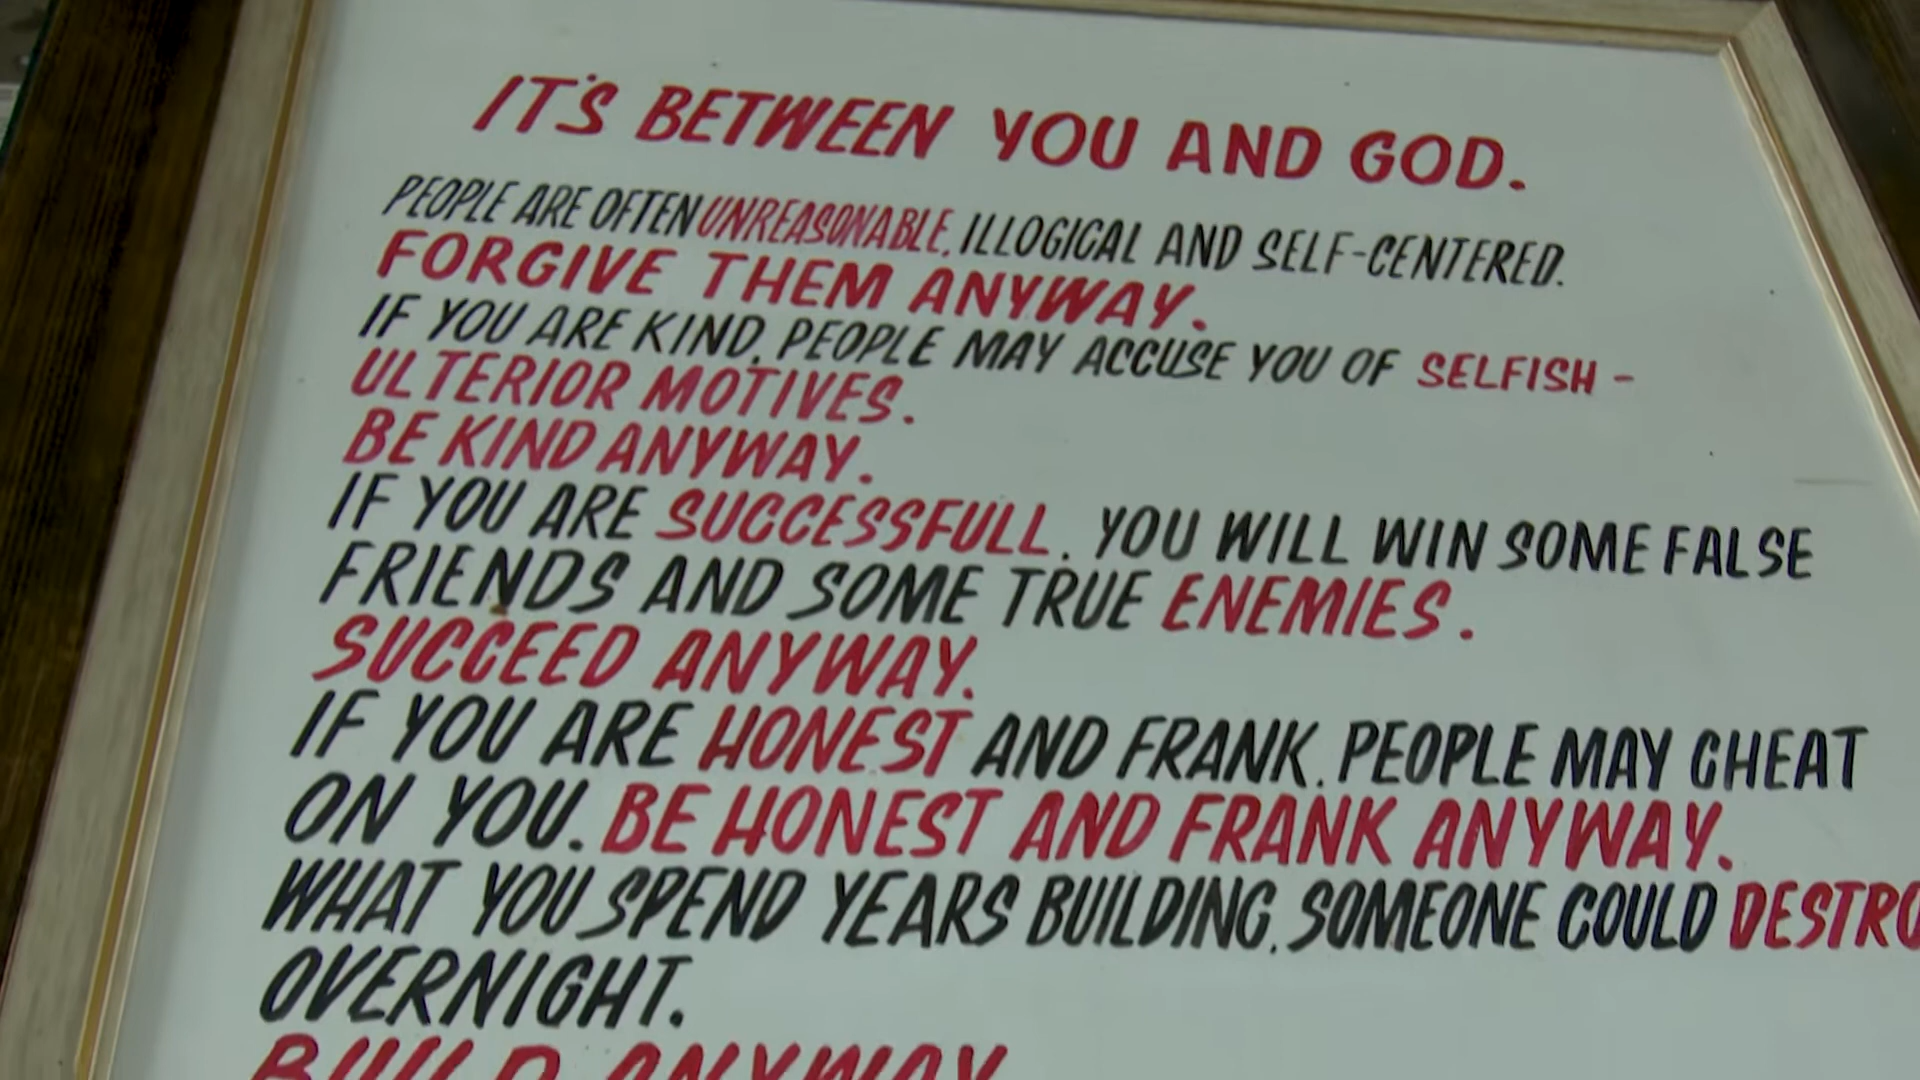 IT'S BETWEEN YOU AND GOD.
PEOPLE ARE OFTEN UNREASONABLE, ILLOGICAL AND SELF-CENTERED.
FORGIVE THEM ANYWAY.
IF YOU ARE KIND, PEOPLE MAY ACCUSE YOU OF SELFISH -
ULTERIOR MOTIVES.
BE KIND ANYWAY.
IF YOU ARE SUCCESSFULL, YOU WILL WIN SOME FALSE
FRIENDS AND SOME TRUE ENEMIES.
SUCCEED ANYWAY.
IF YOU ARE HONEST AND FRANK, PEOPLE MAY CHEAT
ON YOU. BE HONEST AND FRANK ANYWAY.
WHAT YOU SPEND YEARS BUILDING, SOMEONE COULD DESTRO
OVERNIGHT.
BUILD ANYWAY